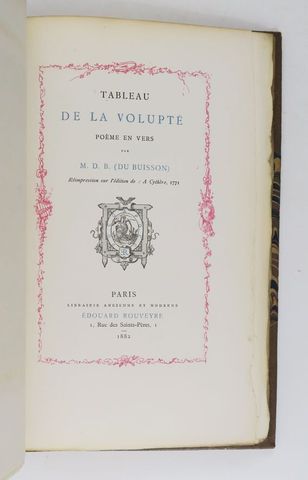 TABLEAU
DE LA VOLUPTÉ
POÈME EN VERS
PAR
M. D. B. (DU BUISSON)
Réimpression sur l'édition de : A Cythère, 1771
PARIS
LIBRAIRIE ANCIENNE ET MODERNE
ÉDOUARD ROUVEYRE
1, Rue des Saints-Pères, 1
1882